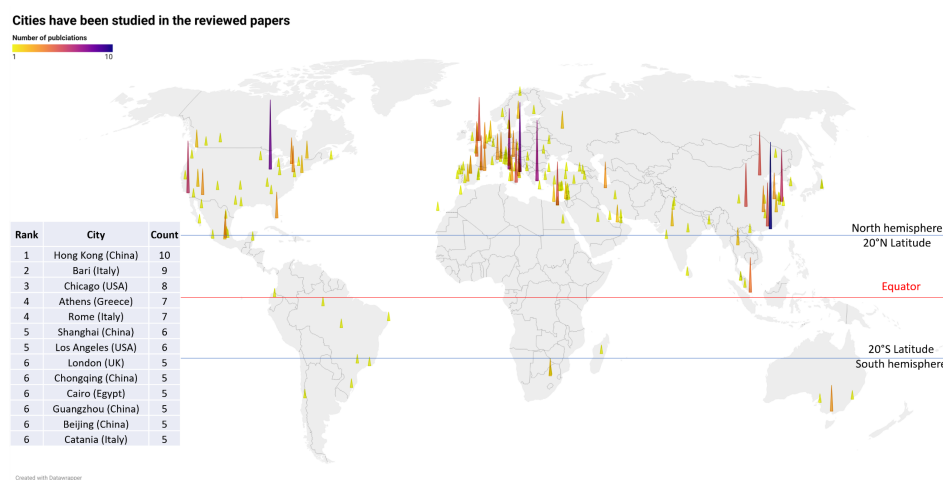 Cities have been studied in the reviewed papers
Number of publciations
1 10
Rank City Count
1 Hong Kong (China) 10
2 Bari (Italy) 9
3 Chicago (USA) 8
4 Athens (Greece) 7
4 Rome (Italy) 7
5 Shanghai (China) 6
5 Los Angeles (USA) 6
6 London (UK) 5
6 Chongqing (China) 5
6 Cairo (Egypt) 5
6 Guangzhou (China) 5
6 Beijing (China) 5
6 Catania (Italy) 5
North hemisphere
20°N Latitude
Equator
20°S Latitude
South hemisphere
Created with Datawrapper